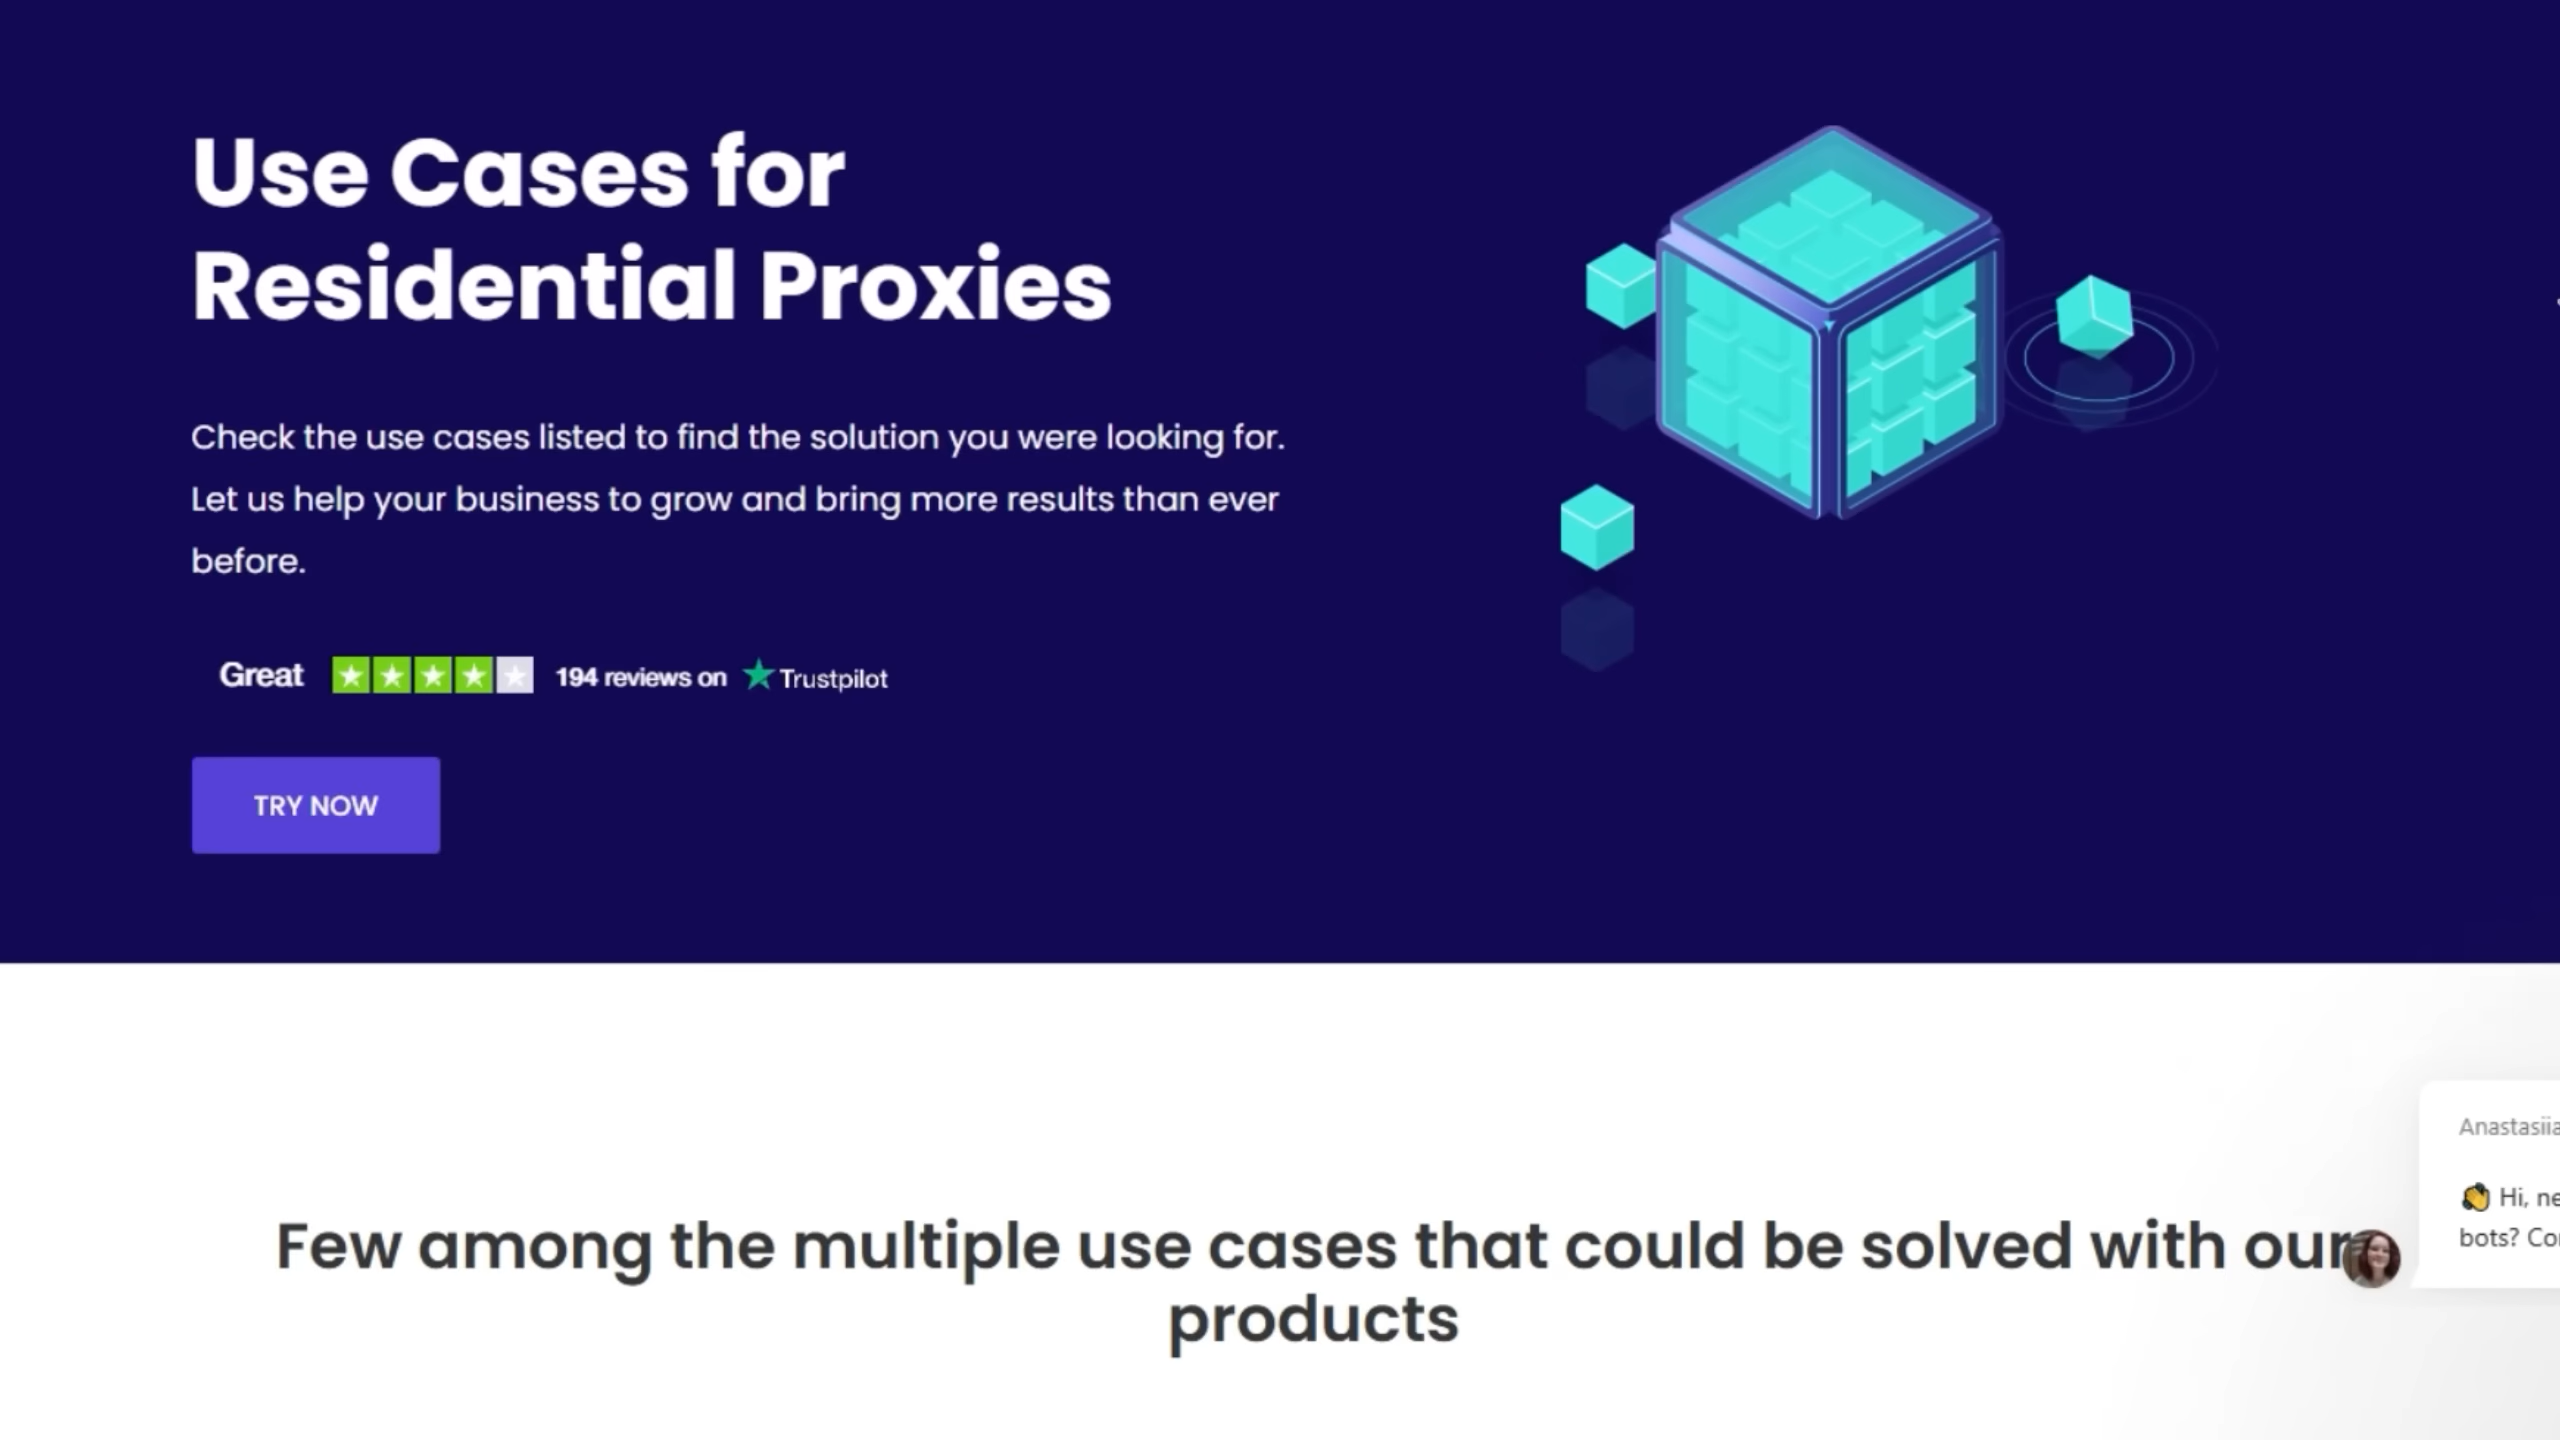 Use Cases for
Residential Proxies
Check the use cases listed to find the solution you were looking for.
Let us help your business to grow and bring more results than ever
before.
Great 194 reviews on Trustpilot
TRY NOW
Few among the multiple use cases that could be solved with our
products
Anastasiia
Hi, ne
bots? Co